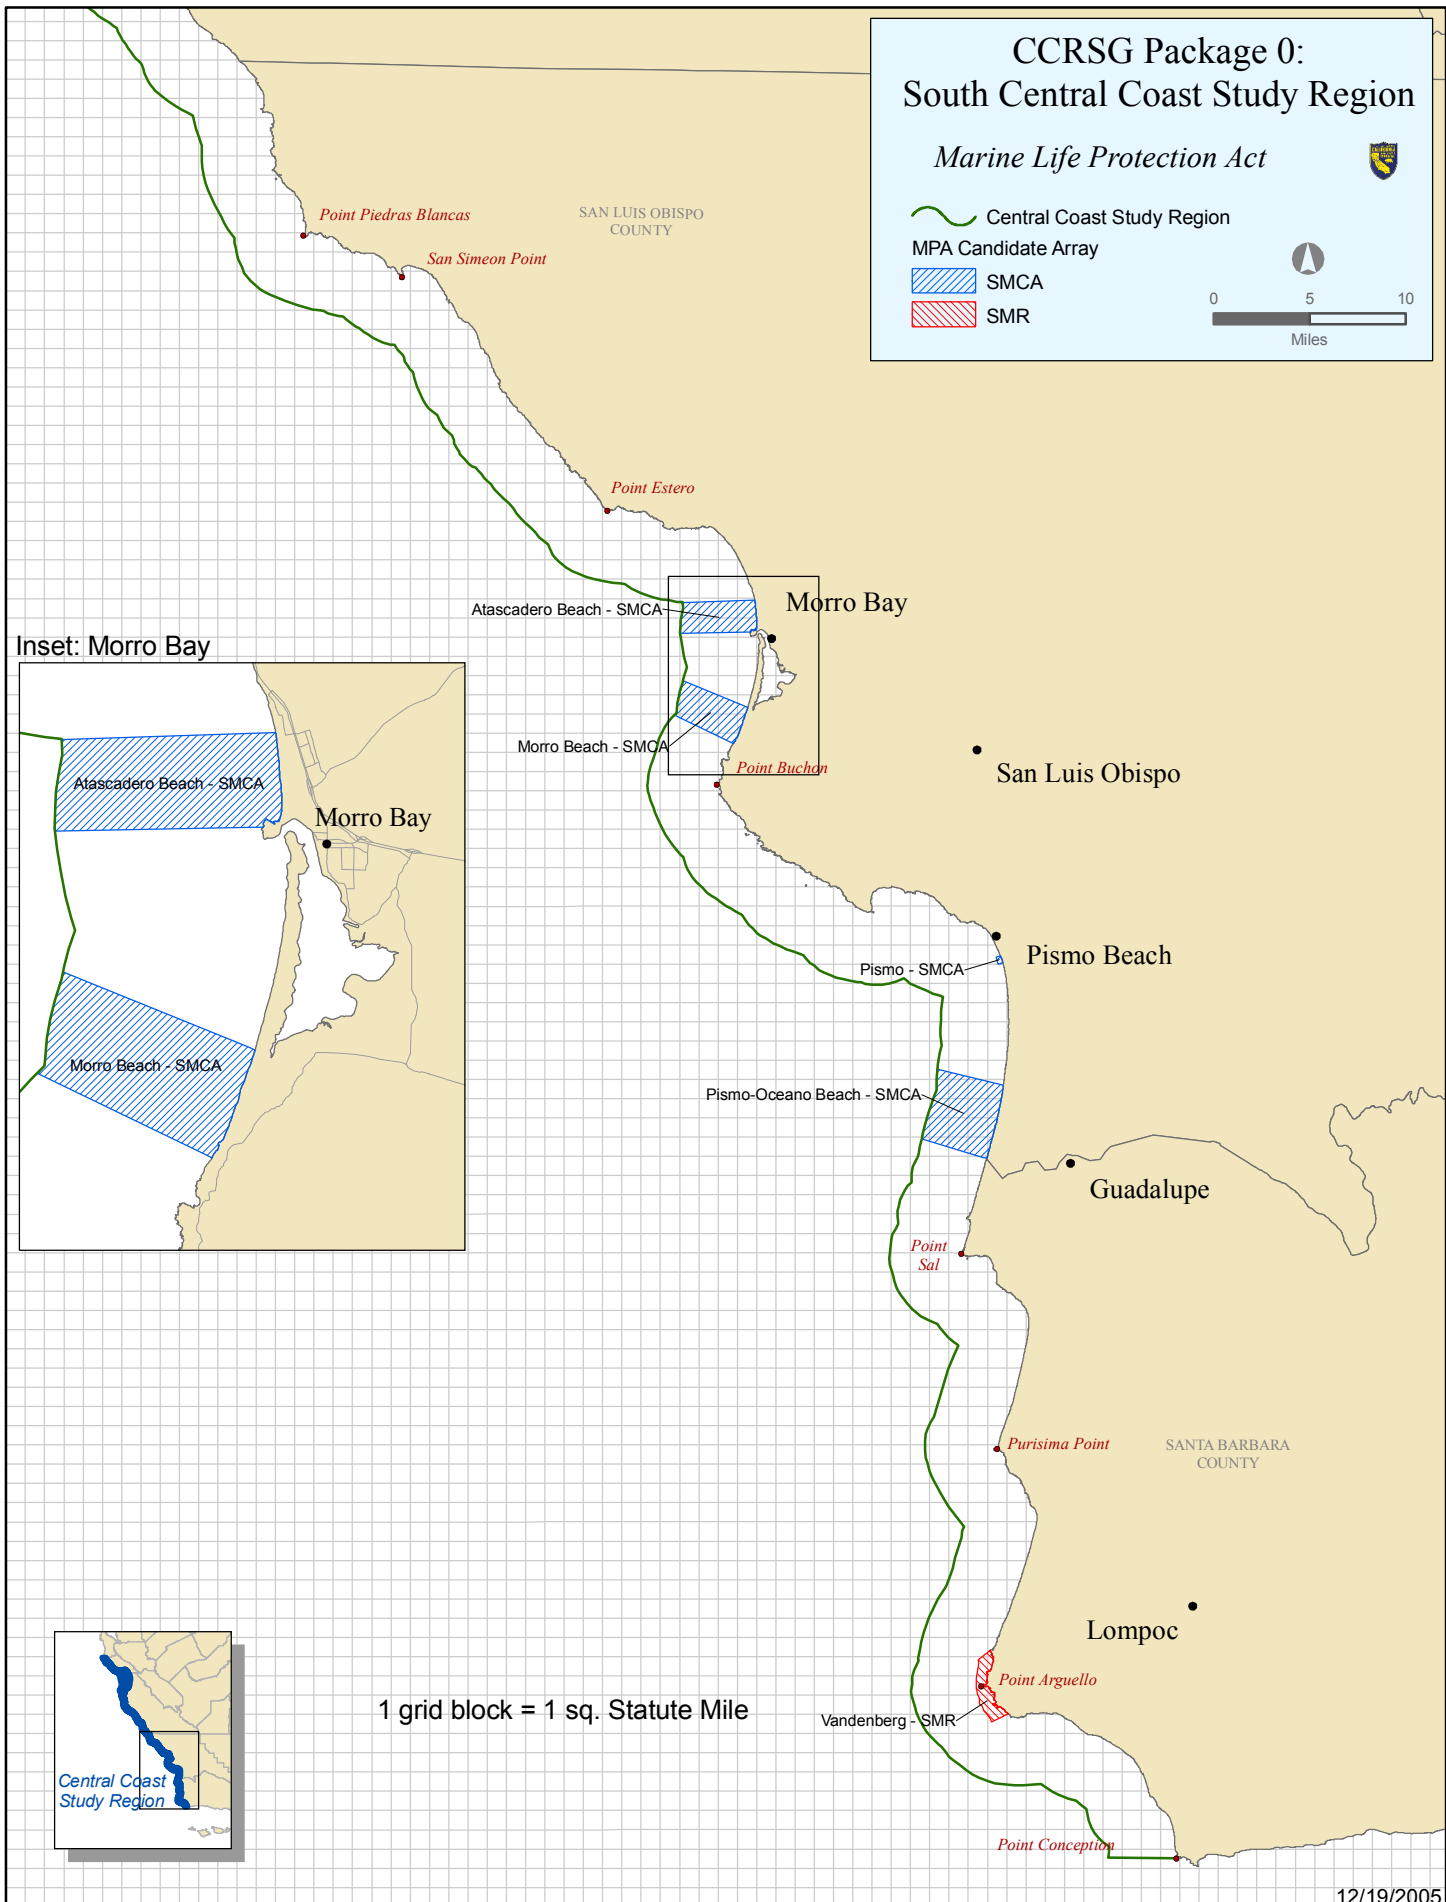 CCRSG Package 0:
South Central Coast Study Region
Marine Life Protection Act
Central Coast Study Region
MPA Candidate Array
SMCA
SMR
0 5 10
Miles
Point Piedras Blancas
SAN LUIS OBISPO
COUNTY
San Simeon Point
Point Estero
Atascadero Beach - SMCA
Morro Bay
Inset: Morro Bay
Atascadero Beach - SMCA
Morro Bay
Morro Beach - SMCA
Morro Beach - SMCA
Point Buchon
San Luis Obispo
Pismo - SMCA
Pismo Beach
Pismo-Oceano Beach - SMCA
Guadalupe
Point
Sal
Purisima Point
SANTA BARBARA
COUNTY
Lompoc
Point Arguello
Vandenberg - SMR
1 grid block = 1 sq. Statute Mile
Central Coast
Study Region
Point Conception
12/19/2005